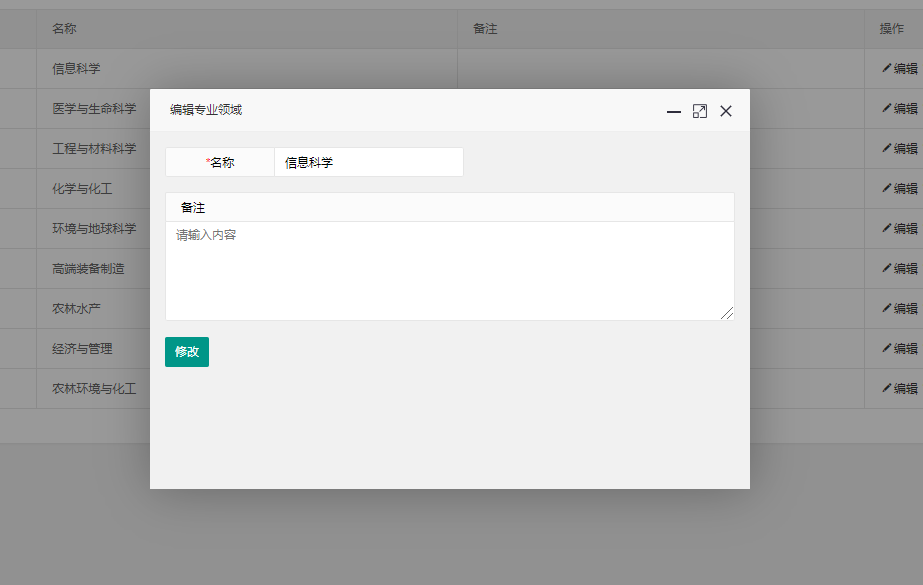 名称 备注 操作
信息科学 编辑
医学与生命科学 编辑
工程与材料科学 编辑
化学与化工 编辑
环境与地球科学 编辑
高端装备制造 编辑
农林水产 编辑
经济与管理 编辑
农林环境与化工 编辑
编辑专业领域
*名称 信息科学
备注
请输入内容
修改